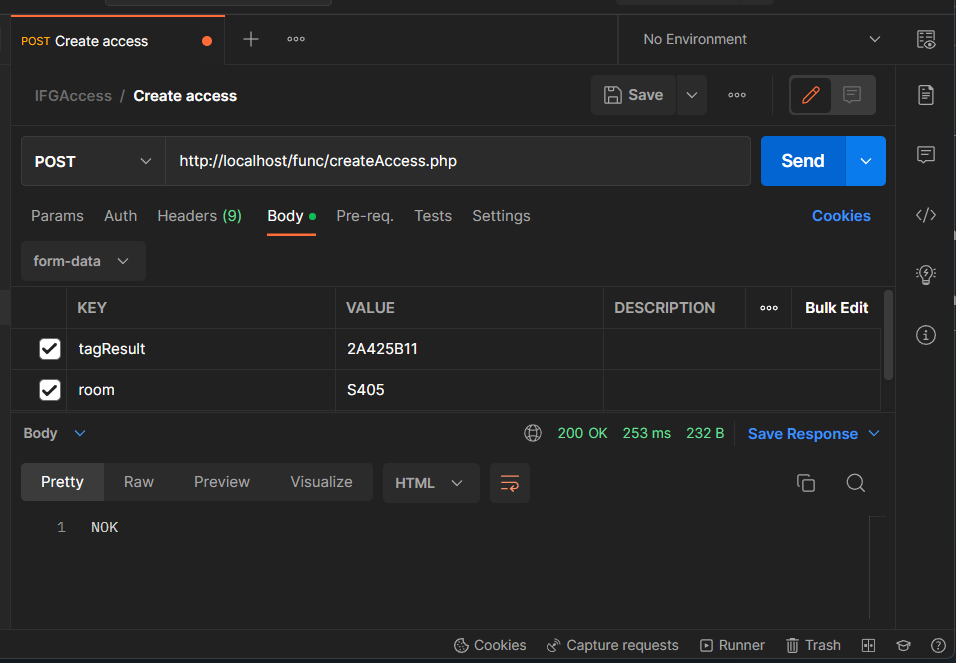 POST Create access
No Environment
IFGAccess / Create access
Save
POST
http://localhost/func/createAccess.php
Send
Params Auth Headers (9) Body Pre-req. Tests Settings Cookies
form-data
KEY VALUE DESCRIPTION Bulk Edit
tagResult 2A425B11
room S405
Body 200 OK 253 ms 232 B Save Response
Pretty Raw Preview Visualize HTML
1 NOK
Cookies Capture requests Runner Trash